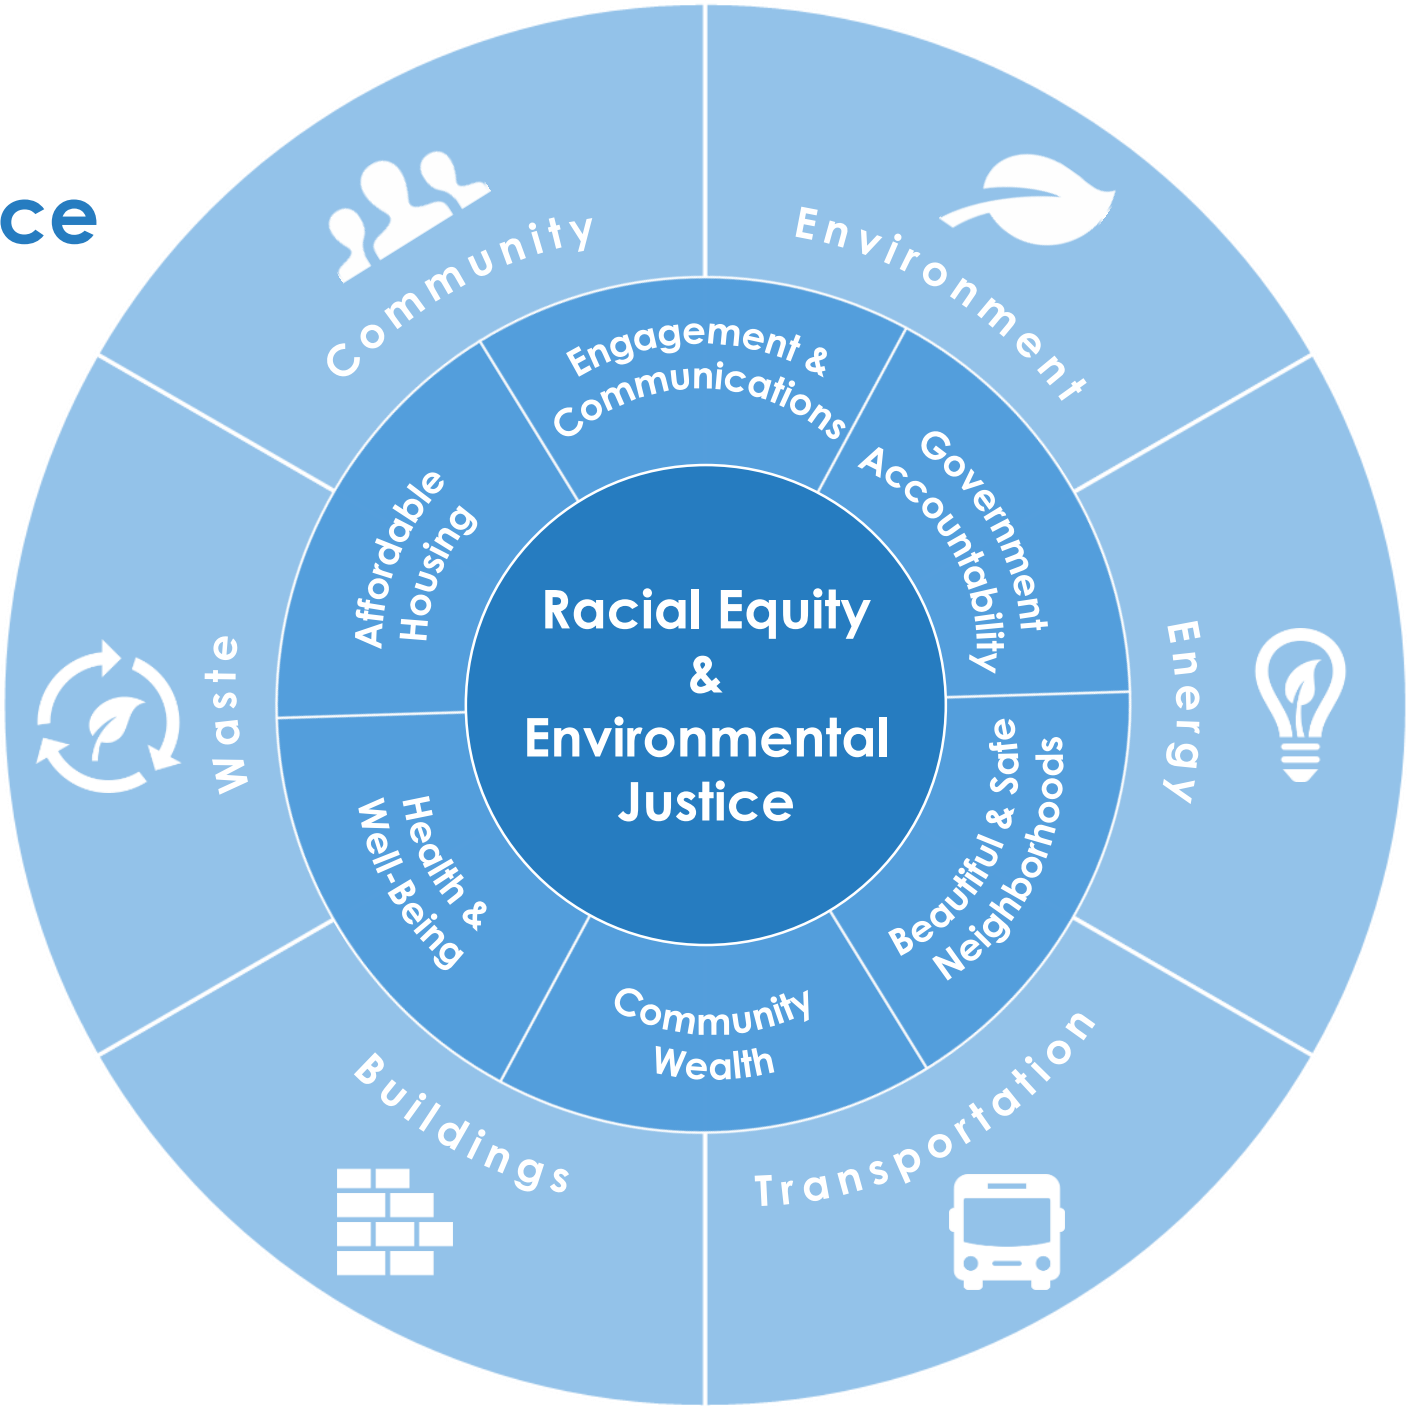 ce
Community
Environment
Energy
Transportation
Buildings
Waste
Engagement &
Communications
Government
Accountability
Beautiful & Safe
Neighborhoods
Community
Wealth
Health &
Well-Being
Affordable
Housing
Racial Equity
&
Environmental
Justice